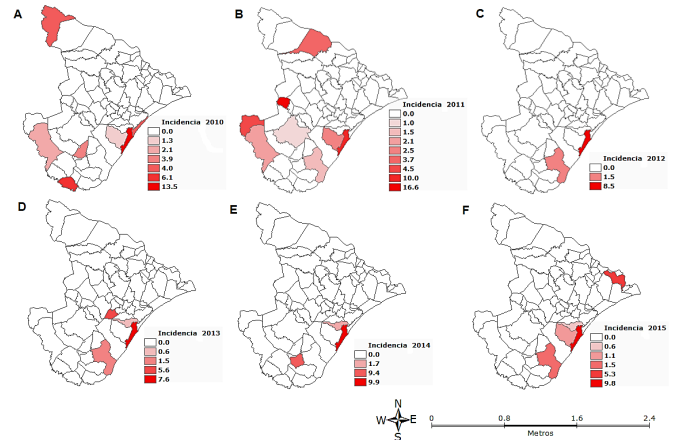 A
Incidencia 2010
0.0
1.3
2.1
3.9
4.0
6.1
13.5
B
Incidencia 2011
0.0
1.0
1.5
2.1
2.5
3.7
4.5
10.0
16.6
C
Incidencia 2012
0.0
1.5
8.5
D
Incidencia 2013
0.0
0.6
1.5
5.6
7.6
E
Incidencia 2014
0.0
1.7
9.4
9.9
F
Incidencia 2015
0.0
0.6
1.1
1.5
5.3
9.8
N
W E
S
0 0.8 1.6 2.4
Metros